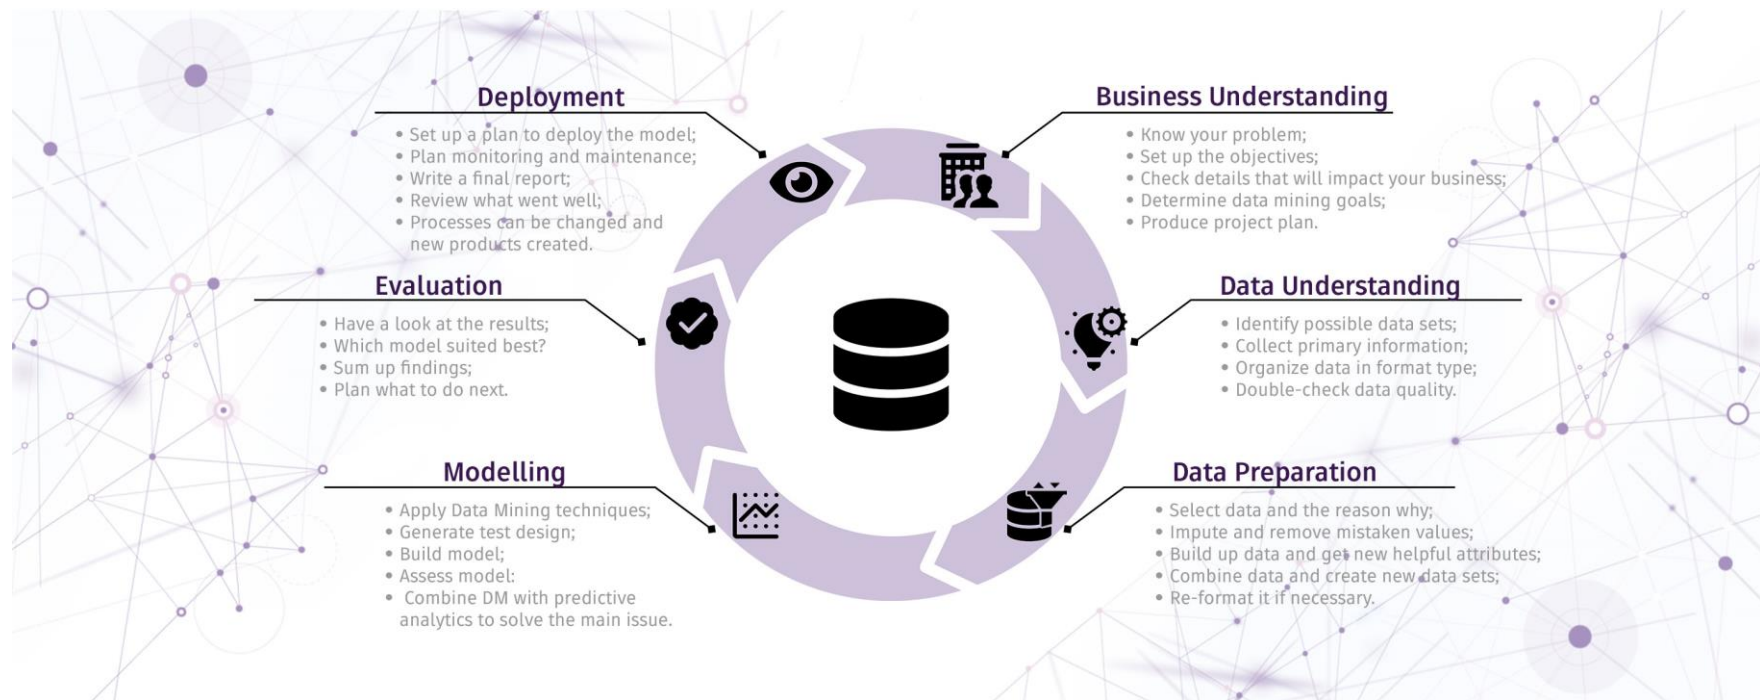 Deployment
• Set up a plan to deploy the model;
• Plan monitoring and maintenance;
• Write a final report;
• Review what went well;
• Processes can be changed and
new products created.
Business Understanding
• Know your problem;
• Set up the objectives;
• Check details that will impact your business;
• Determine data mining goals;
• Produce project plan.
Evaluation
• Have a look at the results;
• Which model suited best?
• Sum up findings;
• Plan what to do next.
Data Understanding
• Identify possible data sets;
• Collect primary information;
• Organize data in format type;
• Double-check data quality.
Modelling
• Apply Data Mining techniques;
• Generate test design;
• Build model;
• Assess model:
• Combine DM with predictive
analytics to solve the main issue.
Data Preparation
• Select data and the reason why;
• Impute and remove mistaken values;
• Build up data and get new helpful attributes;
• Combine data and create new data sets;
• Re-format it if necessary.